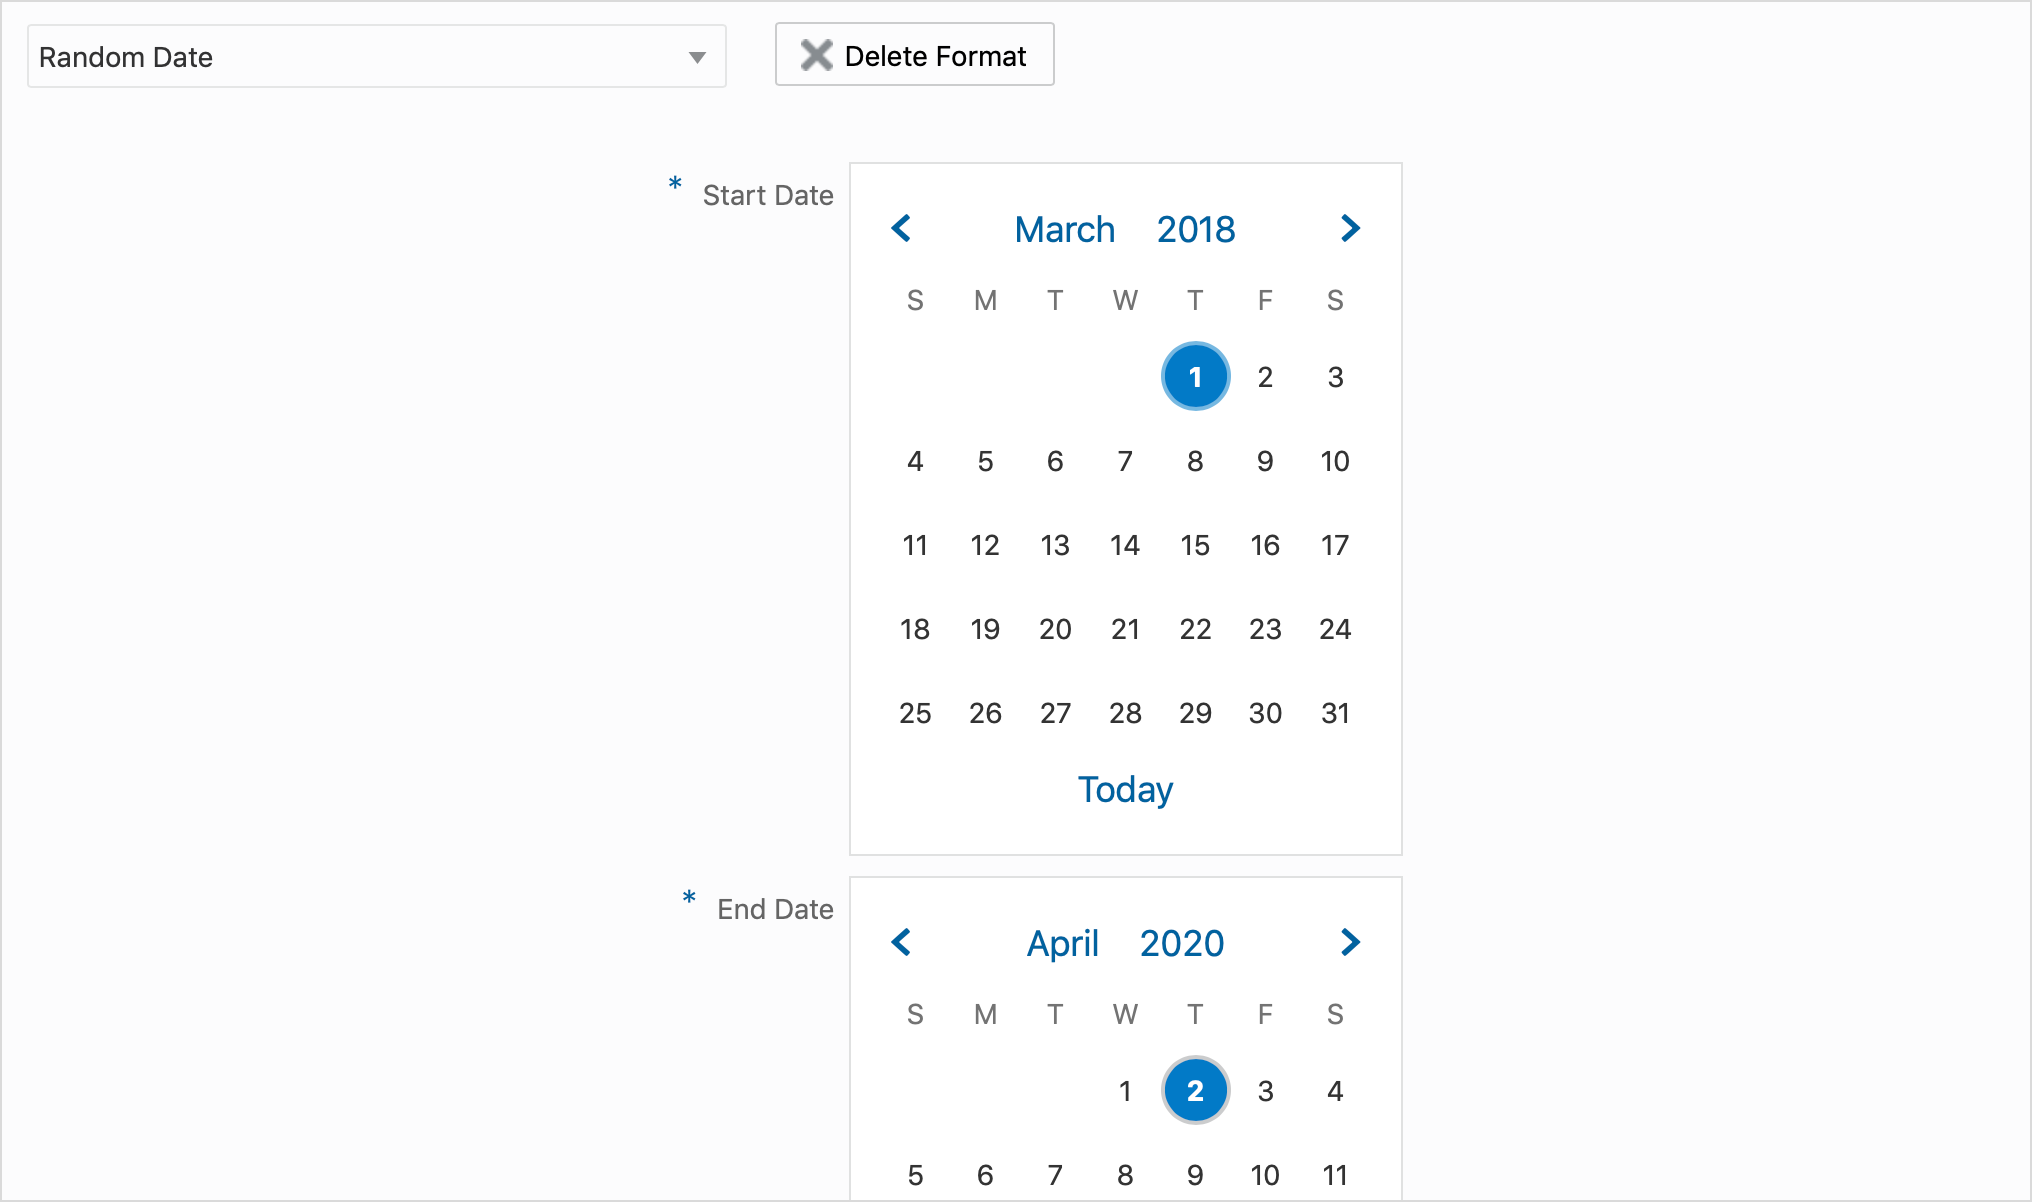 Random Date
Delete Format
* Start Date
March 2018
S M T W T F S
1 2 3
4 5 6 7 8 9 10
11 12 13 14 15 16 17
18 19 20 21 22 23 24
25 26 27 28 29 30 31
Today
* End Date
April 2020
S M T W T F S
1 2 3 4
5 6 7 8 9 10 11